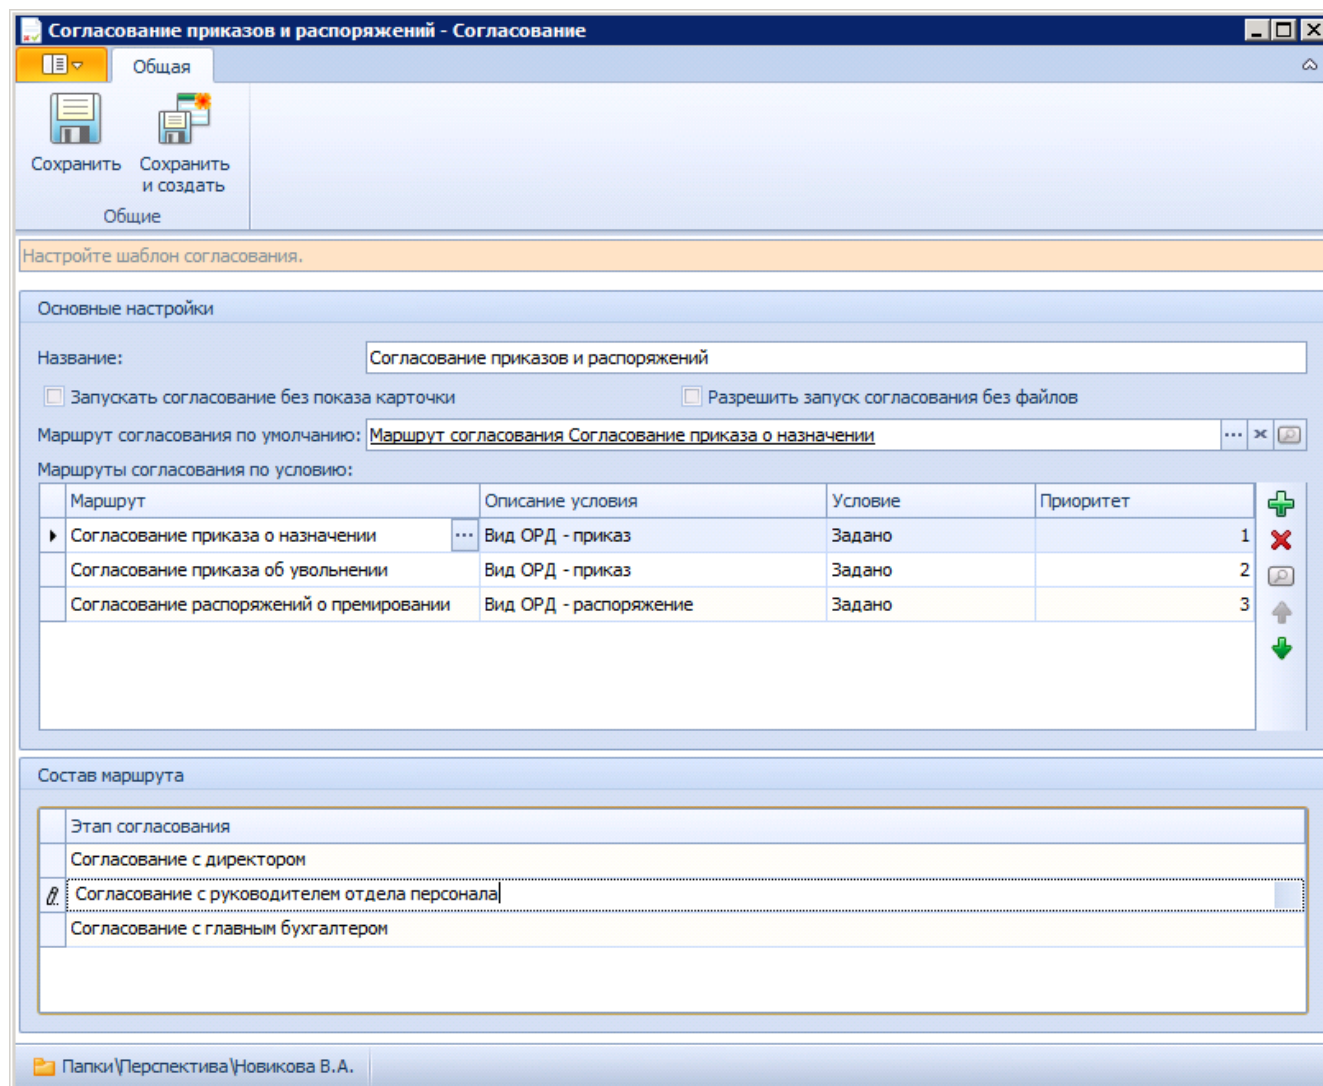 Согласование приказов и распоряжений - Согласование
Общая
Сохранить
Сохранить
и создать
Общие
Настройте шаблон согласования.
Основные настройки
Название: Согласование приказов и распоряжений
Запускать согласование без показа карточки Разрешить запуск согласования без файлов
Маршрут согласования по умолчанию: Маршрут согласования Согласование приказа о назначении ...
Маршруты согласования по условию:
Маршрут Описание условия Условие Приоритет
Согласование приказа о назначении ... Вид ОРД - приказ Задано 1
Согласование приказа об увольнении Вид ОРД - приказ Задано 2
Согласование распоряжений о премировании Вид ОРД - распоряжение Задано 3
Состав маршрута
Этап согласования
Согласование с директором
Согласование с руководителем отдела персонала
Согласование с главным бухгалтером
Папки\Перспектива\Новикова В.А.